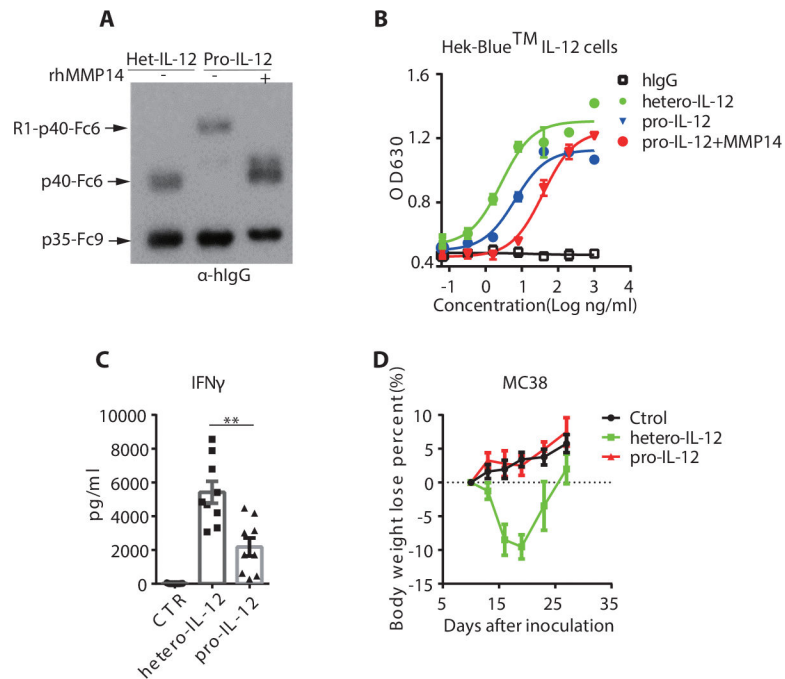 A
Het-IL-12 Pro-IL-12
rhMMP14 - - +
R1-p40-Fc6
p40-Fc6
p35-Fc9
α-hIgG
B
Hek-Blue™ IL-12 cells
OD630
1.6
1.2
0.8
0.4
-1 0 1 2 3 4
Concentration(Log ng/ml)
hIgG
hetero-IL-12
pro-IL-12
pro-IL-12+MMP14
C
IFNγ
pg/ml
10000
8000
6000
4000
2000
0
**
CTR
hetero-IL-12
pro-IL-12
D
MC38
Body weight lose percent(%)
10
5
0
-5
-10
-15
5 15 25 35
Days after inoculation
Ctrol
hetero-IL-12
pro-IL-12